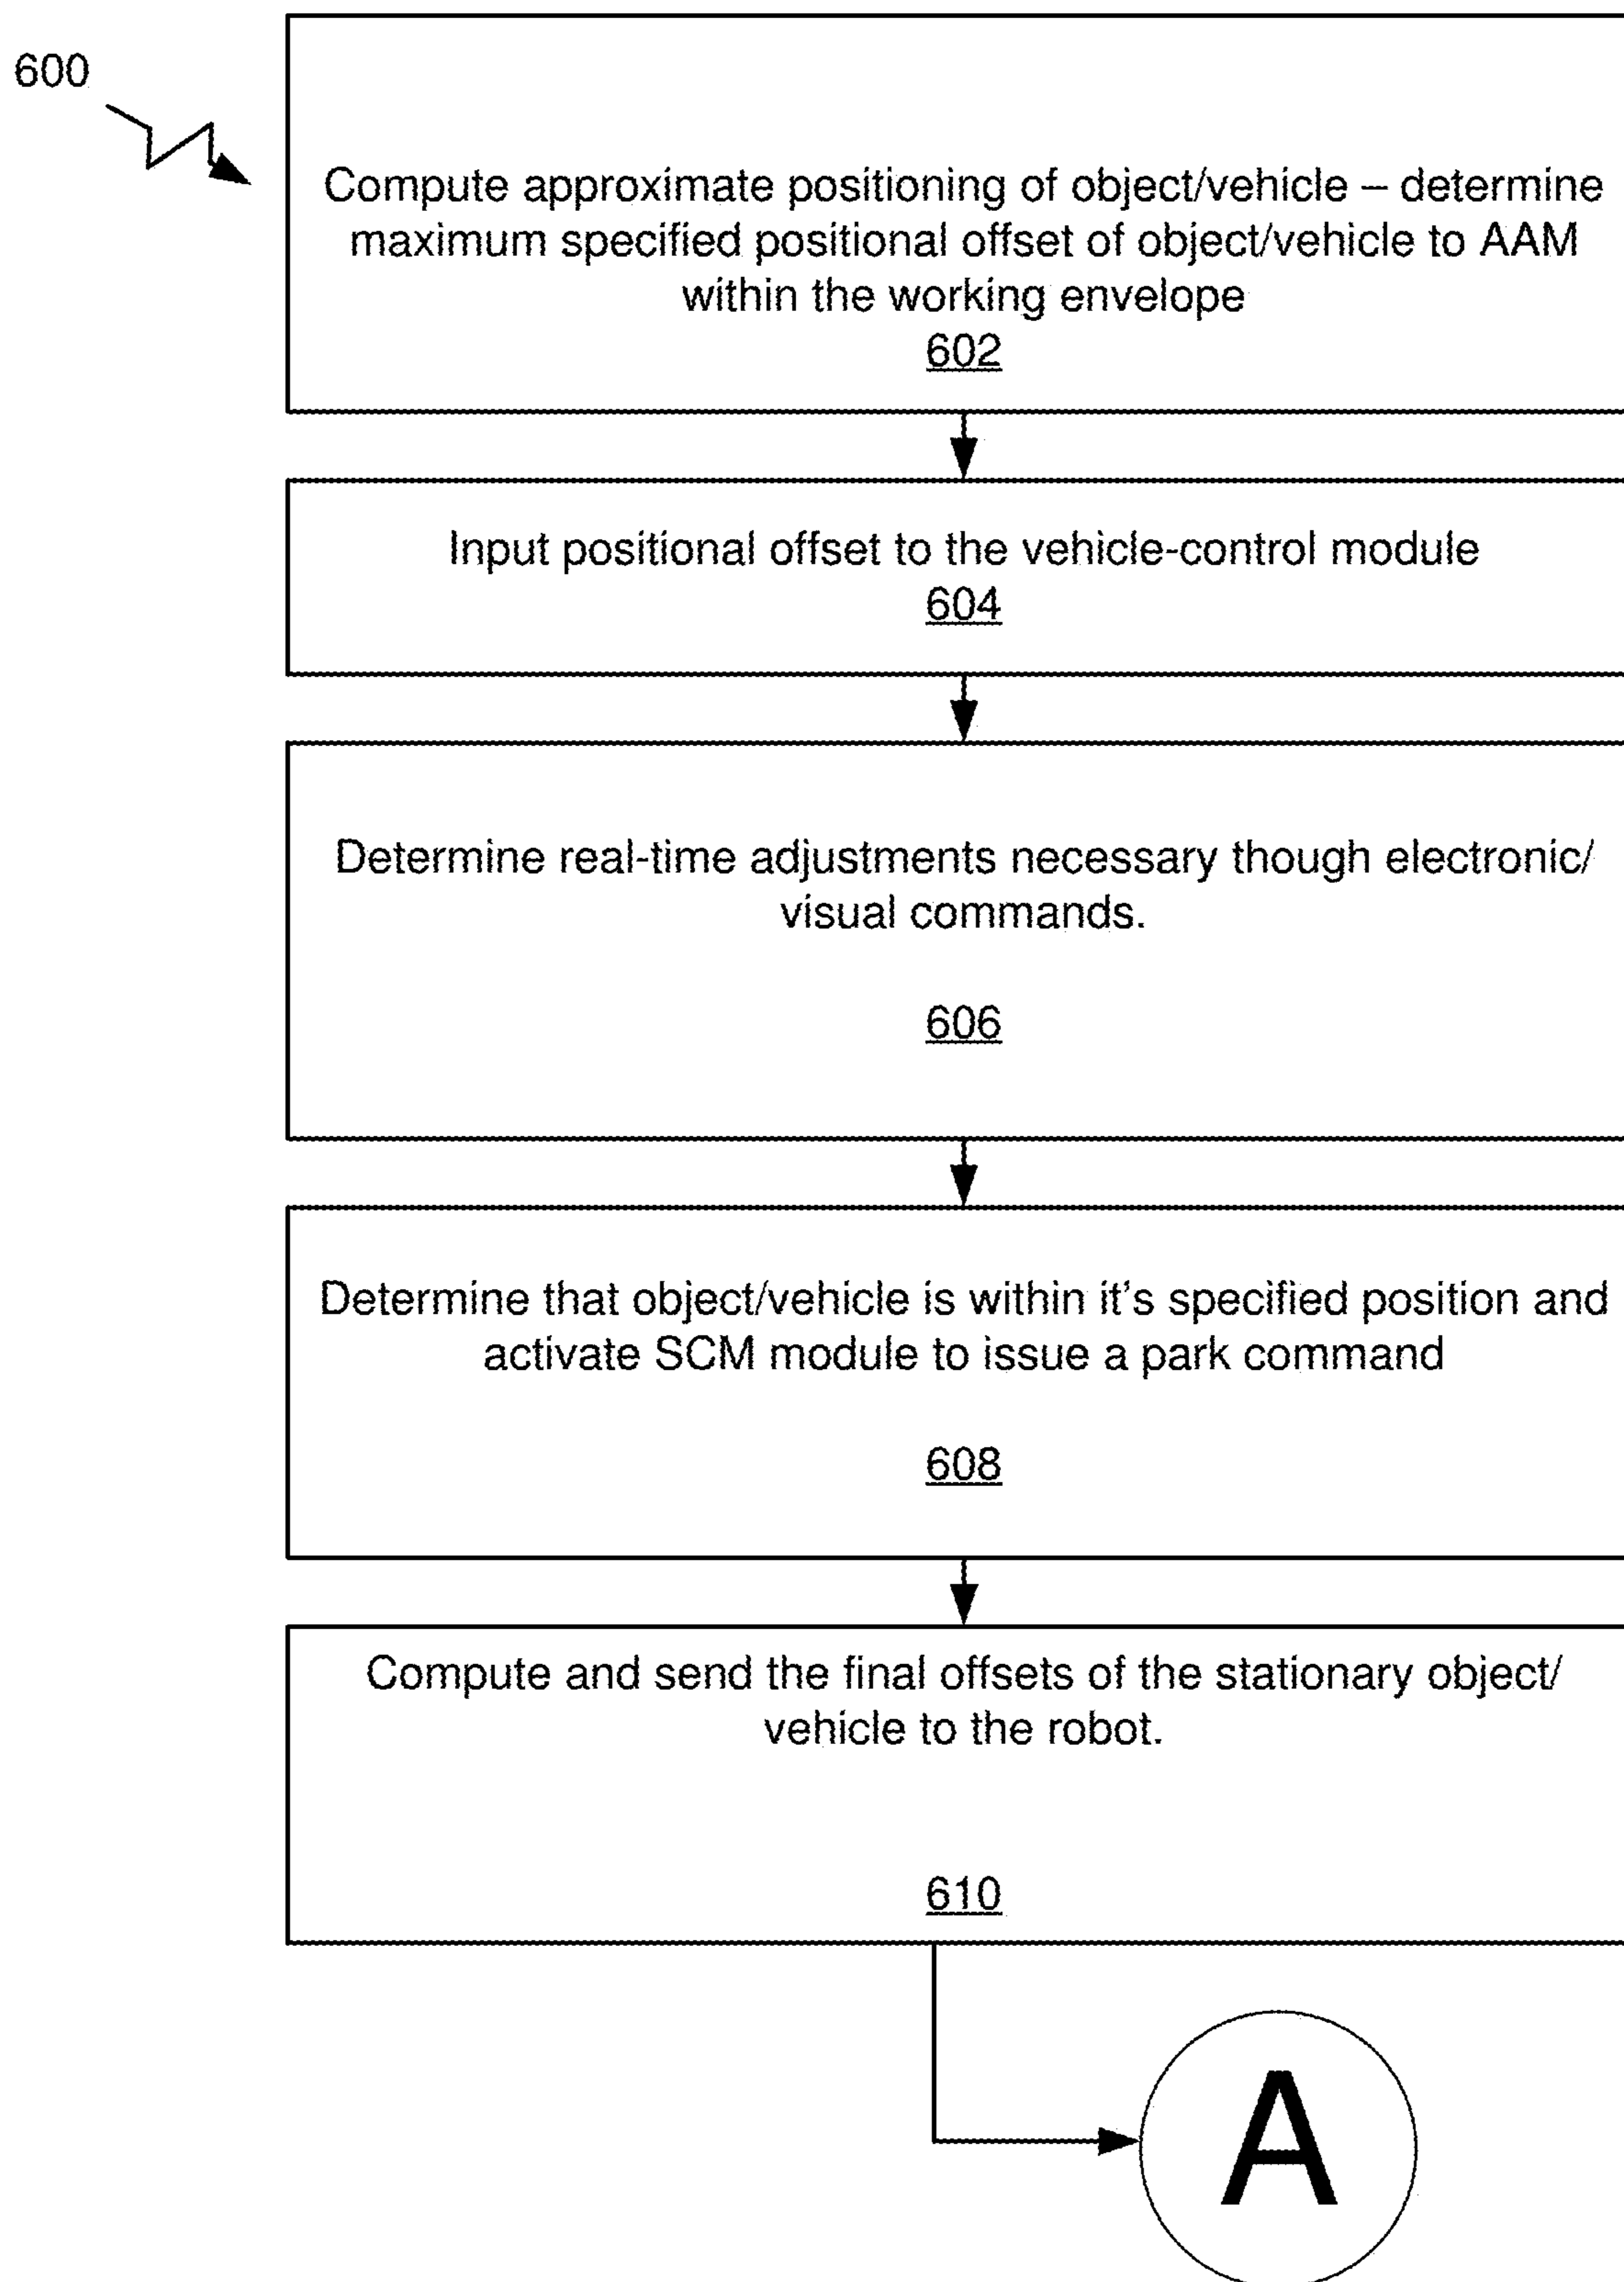 600
Compute approximate positioning of object/vehicle – determine
maximum specified positional offset of object/vehicle to AAM
within the working envelope
602
Input positional offset to the vehicle-control module
604
Determine real-time adjustments necessary though electronic/
visual commands.
606
Determine that object/vehicle is within it's specified position and
activate SCM module to issue a park command
608
Compute and send the final offsets of the stationary object/
vehicle to the robot.
610
A